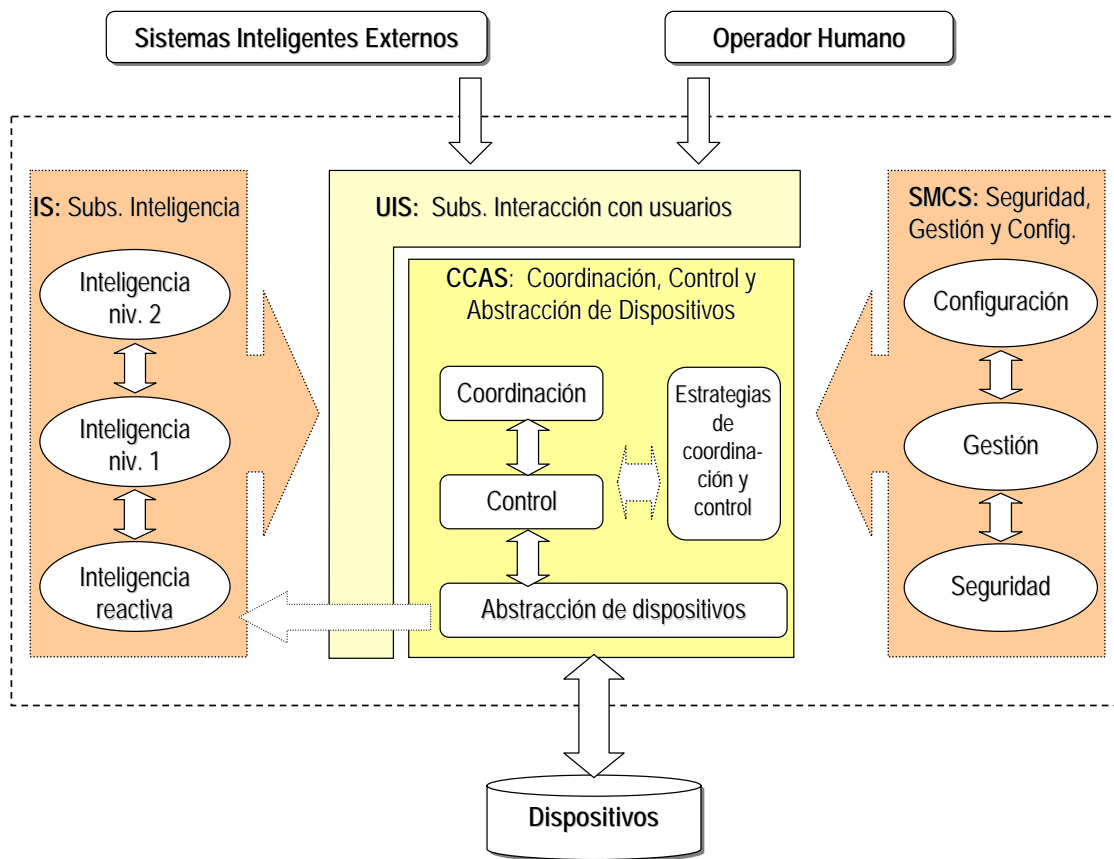 Sistemas Inteligentes Externos
Operador Humano
IS: Subs. Inteligencia
Inteligencia
niv. 2
Inteligencia
niv. 1
Inteligencia
reactiva
UIS: Subs. Interacción con usuarios
CCAS: Coordinación, Control y
Abstracción de Dispositivos
Coordinación
Control
Estrategias
de
coordina-
ción y
control
Abstracción de dispositivos
SMCS: Seguridad,
Gestión y Config.
Configuración
Gestión
Seguridad
Dispositivos